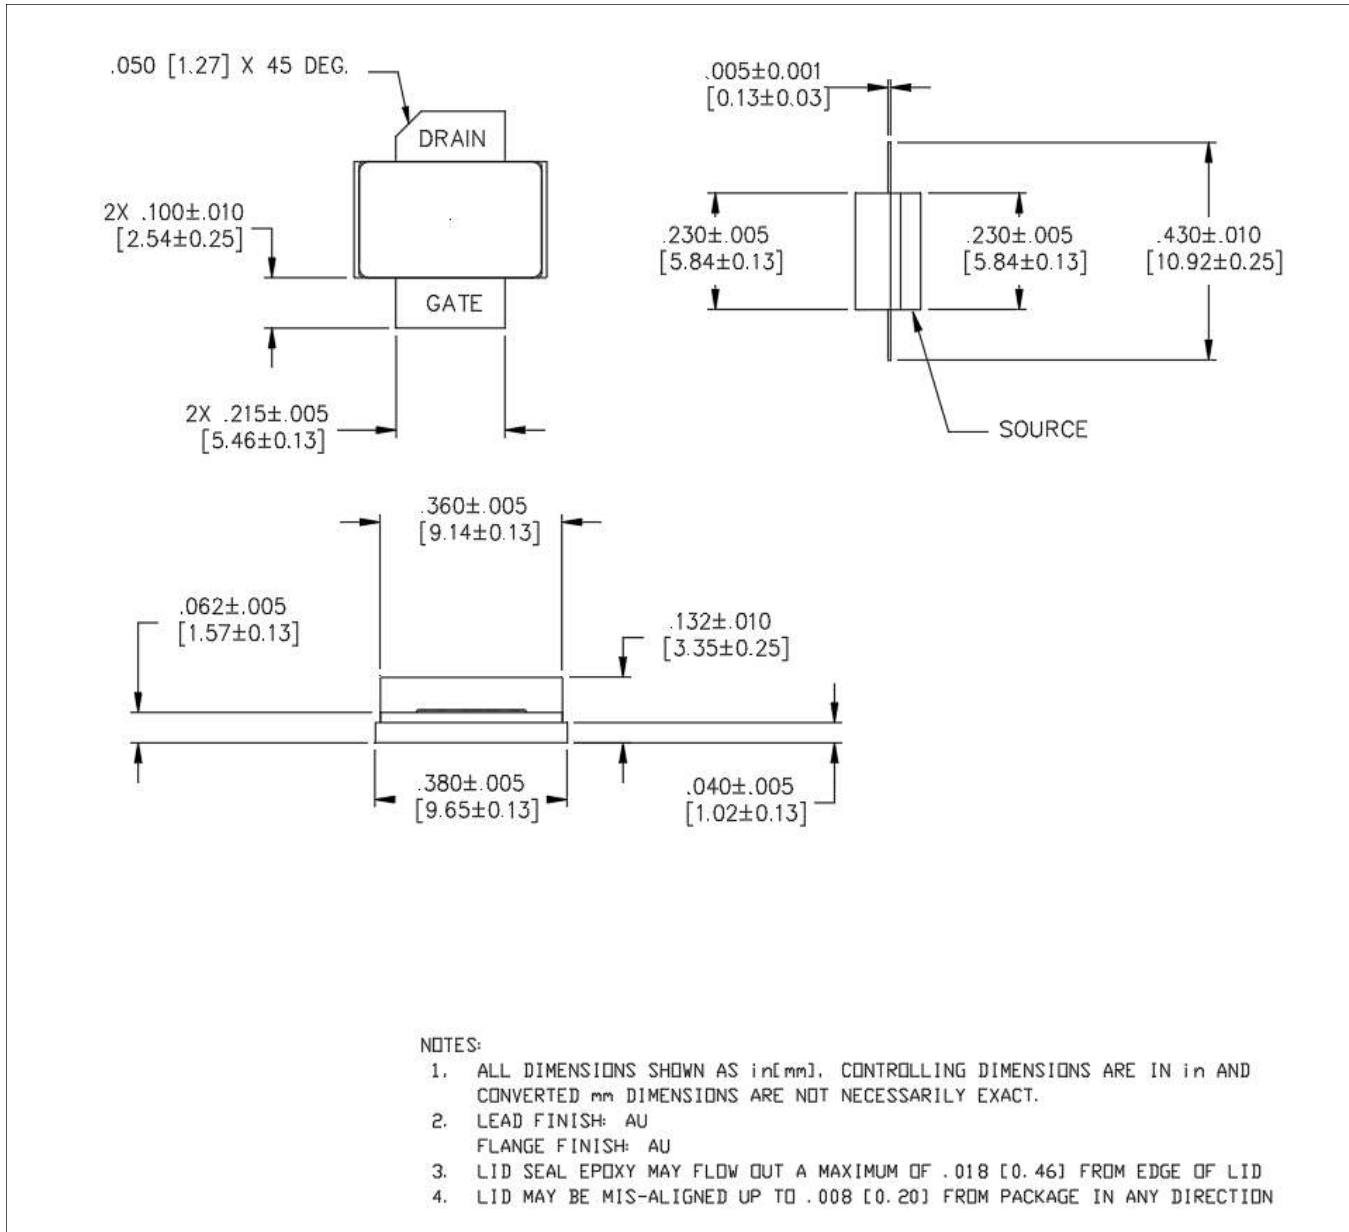 .050 [1.27] X 45 DEG.
DRAIN
2X .100±.010
[2.54±0.25]
GATE
2X .215±.005
[5.46±0.13]
.005±0.001
[0.13±0.03]
.230±.005
[5.84±0.13]
.230±.005
[5.84±0.13]
.430±.010
[10.92±0.25]
SOURCE
.360±.005
[9.14±0.13]
.062±.005
[1.57±0.13]
.132±.010
[3.35±0.25]
.380±.005
[9.65±0.13]
.040±.005
[1.02±0.13]
NOTES:
1. ALL DIMENSIONS SHOWN AS in[mm]. CONTROLLING DIMENSIONS ARE IN in AND
CONVERTED mm DIMENSIONS ARE NOT NECESSARILY EXACT.
2. LEAD FINISH: AU
FLANGE FINISH: AU
3. LID SEAL EPOXY MAY FLOW OUT A MAXIMUM OF .018 [0.46] FROM EDGE OF LID
4. LID MAY BE MIS-ALIGNED UP TO .008 [0.20] FROM PACKAGE IN ANY DIRECTION